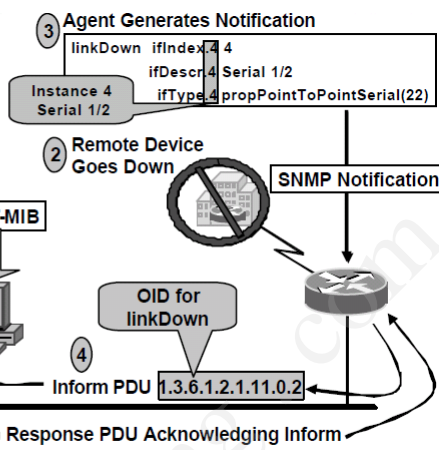 3 Agent Generates Notification
linkDown ifIndex.4 4
ifDescr.4 Serial 1/2
ifType.4 propPointToPointSerial(22)
Instance 4
Serial 1/2
2 Remote Device
Goes Down
SNMP Notification
-MIB
OID for
linkDown
4
Inform PDU 1.3.6.1.2.1.11.0.2
Response PDU Acknowledging Inform